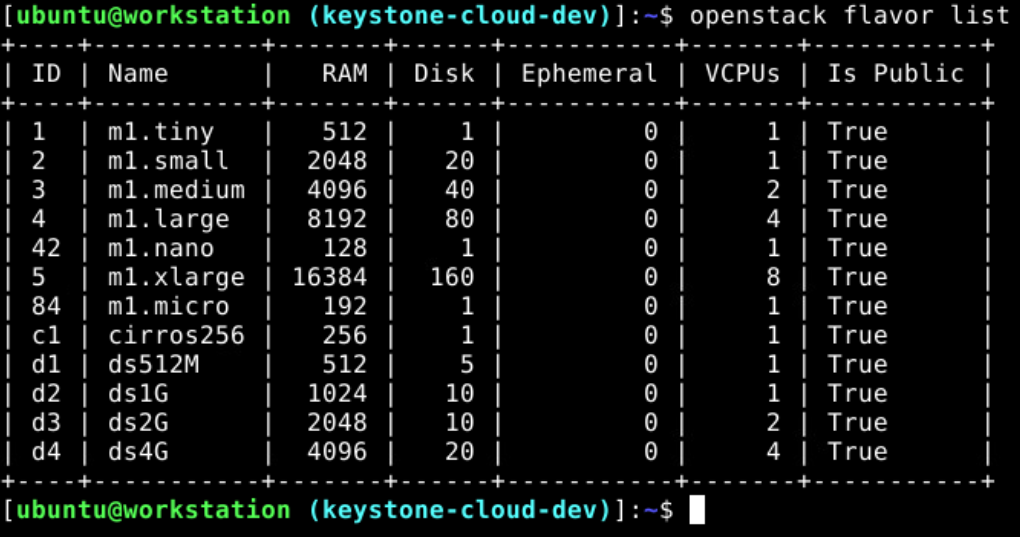 [ubuntu@workstation (keystone-cloud-dev)]:~$ openstack flavor list
+----+-----------+-------+------+-----------+-------+-----------+
| ID | Name      |   RAM | Disk | Ephemeral | VCPUs | Is Public |
+----+-----------+-------+------+-----------+-------+-----------+
| 1  | m1.tiny   |   512 |    1 |         0 |     1 | True      |
| 2  | m1.small  |  2048 |   20 |         0 |     1 | True      |
| 3  | m1.medium |  4096 |   40 |         0 |     2 | True      |
| 4  | m1.large  |  8192 |   80 |         0 |     4 | True      |
| 42 | m1.nano   |   128 |    1 |         0 |     1 | True      |
| 5  | m1.xlarge | 16384 |  160 |         0 |     8 | True      |
| 84 | m1.micro  |   192 |    1 |         0 |     1 | True      |
| c1 | cirros256 |   256 |    1 |         0 |     1 | True      |
| d1 | ds512M    |   512 |    5 |         0 |     1 | True      |
| d2 | ds1G      |  1024 |   10 |         0 |     1 | True      |
| d3 | ds2G      |  2048 |   10 |         0 |     2 | True      |
| d4 | ds4G      |  4096 |   20 |         0 |     4 | True      |
+----+-----------+-------+------+-----------+-------+-----------+
[ubuntu@workstation (keystone-cloud-dev)]:~$